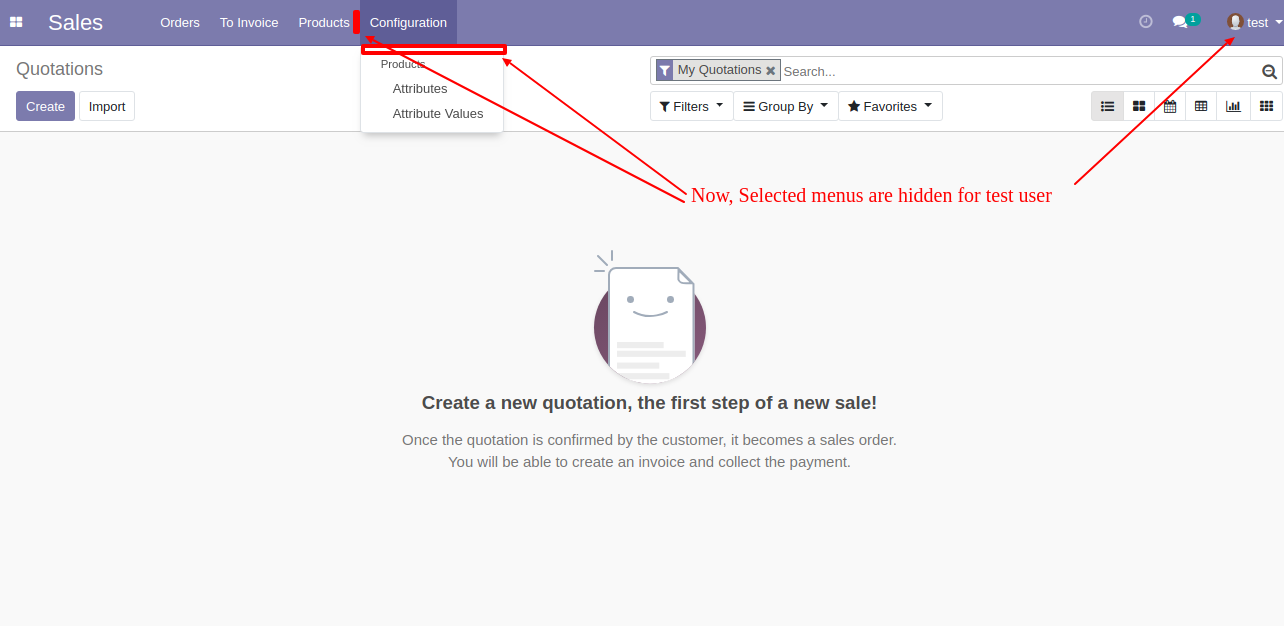 Sales Orders To Invoice Products Configuration 1 test
Quotations
My Quotations Search...
Create Import
Filters Group By Favorites
Products
Attributes
Attribute Values
Now, Selected menus are hidden for test user
Create a new quotation, the first step of a new sale!
Once the quotation is confirmed by the customer, it becomes a sales order.
You will be able to create an invoice and collect the payment.